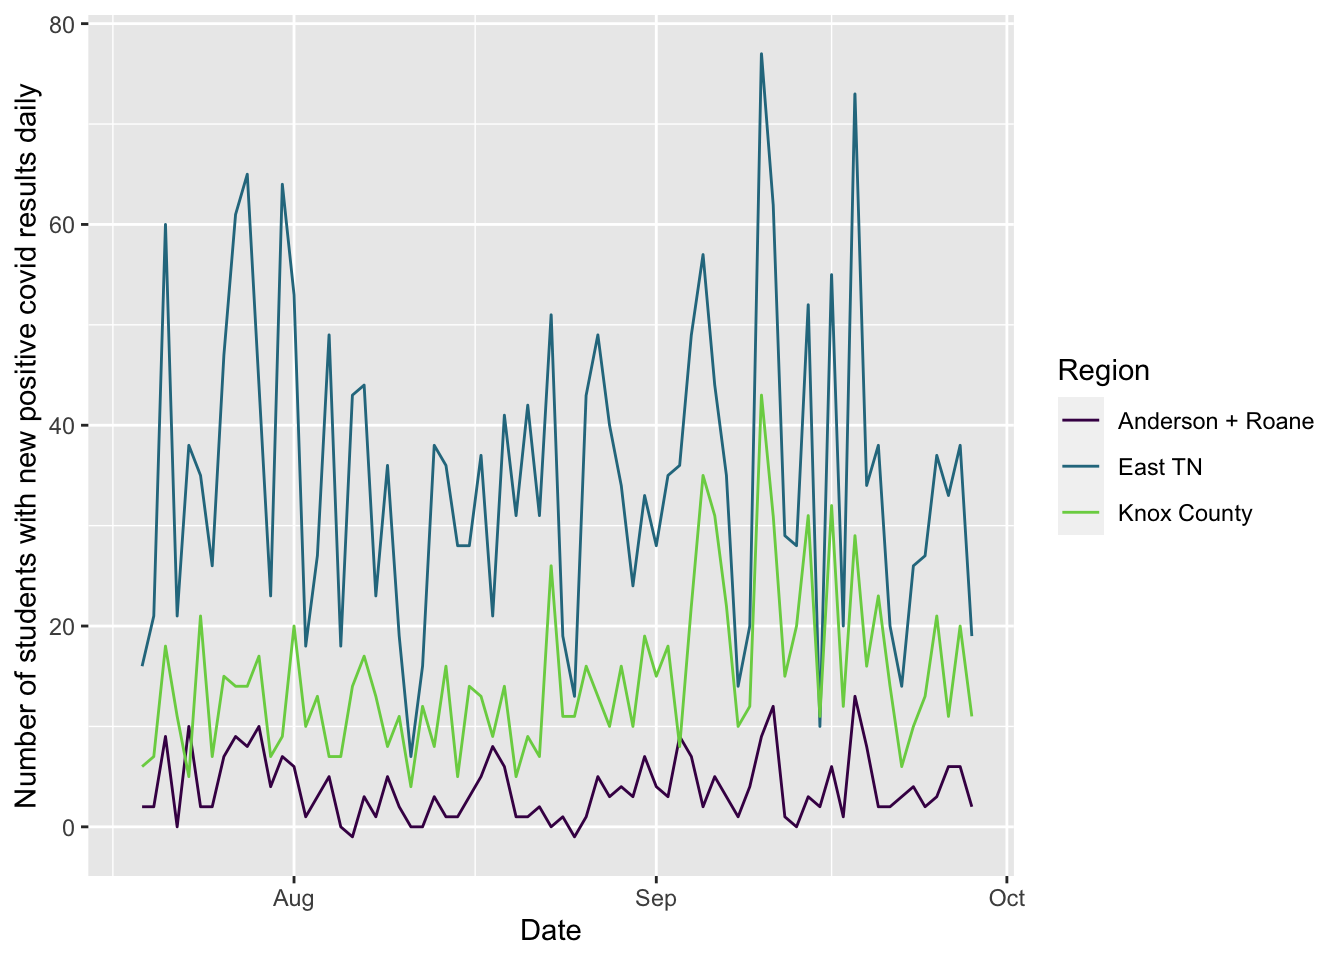 Number of students with new positive covid results daily
80
60
40
20
0
Aug
Sep
Oct
Date
Region
Anderson + Roane
East TN
Knox County